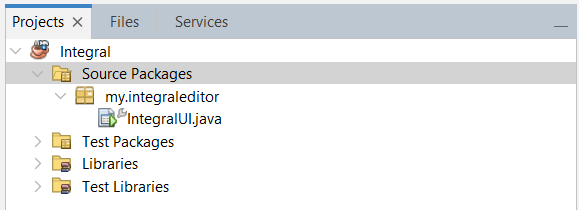 Projects × Files Services
Integral
Source Packages
my.integraleditor
IntegralUI.java
Test Packages
Libraries
Test Libraries